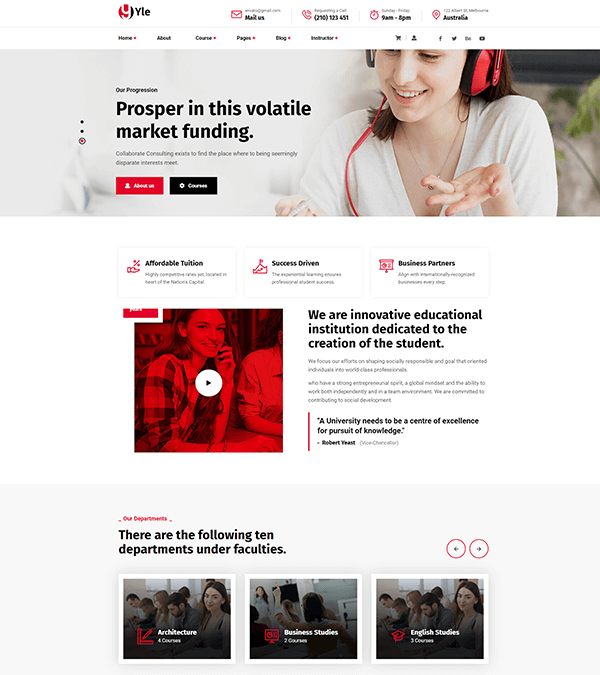 Yle
envato@gmail.com
Mail us
Requesting a Call:
(210) 123 451
Sunday - Friday
9am - 8pm
122 Albert St, Melbourne
Australia
Home
About
Course
Pages
Blog
Instructor
Our Progression
Prosper in this volatile
market funding.
Collaborate Consulting exists to find the place where to being seemingly
disparate interests meet.
About us
Courses
Affordable Tuition
Highly competitive rates yet, located in
heart of the Nation's Capital.
Success Driven
The experiential learning ensures
professional student success.
Business Partners
Align with internationally-recognized
businesses every step.
years
We are innovative educational
institution dedicated to the
creation of the student.
We focus our efforts on shaping socially responsible and goal that oriented
individuals into world-class professionals.
who have a strong entrepreneurial spirit, a global mindset and the ability to
work both independently and in a team environment. We are committed to
contributing to social development.
"A University needs to be a centre of excellence
for pursuit of knowledge."
- Robert Yeast (Vice-Chancellor)
_ Our Departments _
There are the following ten
departments under faculties.
Architecture
4 Courses
Business Studies
2 Courses
English Studies
3 Courses